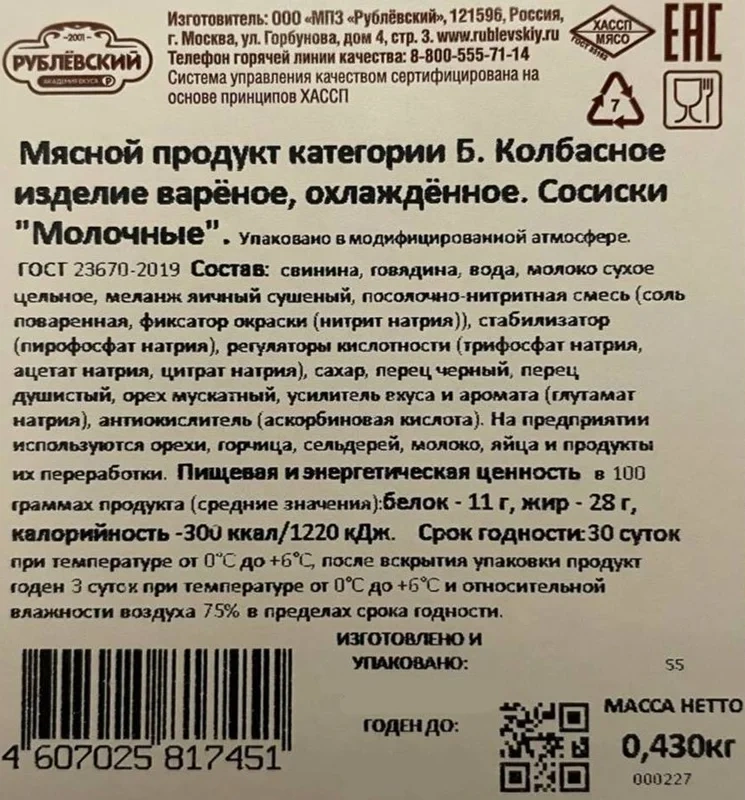 -2001-
РУБЛЁВСКИЙ
АКАДЕМИЯ ВКУСА
Изготовитель: ООО «МПЗ «Рублёвский», 121596, Россия,
г. Москва, ул. Горбунова, дом 4, стр. 3. www.rublevskiy.ru
Телефон горячей линии качества: 8-800-555-71-14
Система управления качеством сертифицирована на
основе принципов ХАССП
ХАССП
МЯСО
EAC
7
Мясной продукт категории Б. Колбасное
изделие варёное, охлаждённое. Сосиски
"Молочные". Упаковано в модифицированной атмосфере.
ГОСТ 23670-2019 Состав: свинина, говядина, вода, молоко сухое
цельное, меланж яичный сушеный, посолочно-нитритная смесь (соль
поваренная, фиксатор окраски (нитрит натрия)), стабилизатор
(пирофосфат натрия), регуляторы кислотности (трифосфат натрия,
ацетат натрия, цитрат натрия), сахар, перец черный, перец
душистый, орех мускатный, усилитель вкуса и аромата (глутамат
натрия), антиокислитель (аскорбиновая кислота). На предприятии
используются орехи, горчица, сельдерей, молоко, яйца и продукты
их переработки. Пищевая и энергетическая ценность в 100
граммах продукта (средние значения):белок - 11 г, жир - 28 г,
калорийность -300 ккал/1220 кДж. Срок годности:30 суток
при температуре от 0°С до +6°С, после вскрытия упаковки продукт
годен 3 суток при температуре от 0°С до +6°С и относительной
влажности воздуха 75% в пределах срока годности.
ИЗГОТОВЛЕНО И
УПАКОВАНО:
55
ГОДЕН ДО:
МАССА НЕТТО
0,430кг
000227
4 607025 817451